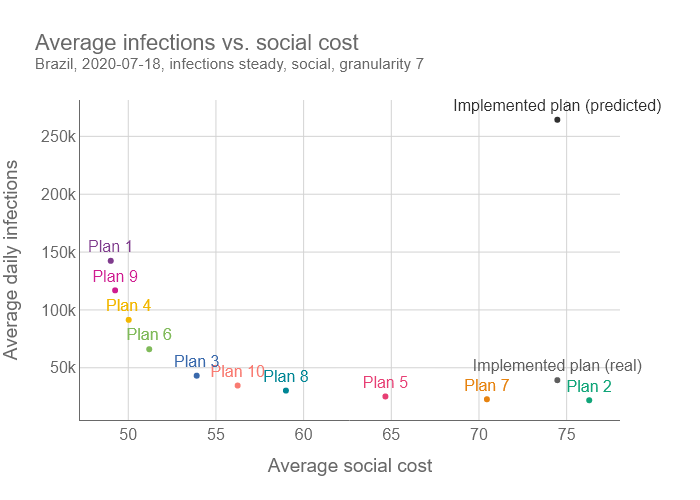 Average infections vs. social cost
Brazil, 2020-07-18, infections steady, social, granularity 7
Implemented plan (predicted)
250k
200k
150k
100k
50k
Average daily infections
Plan 1
Plan 9
Plan 4
Plan 6
Plan 3
Plan 10
Plan 8
Plan 5
Plan 7
Implemented plan (real)
Plan 2
50
55
60
65
70
75
Average social cost